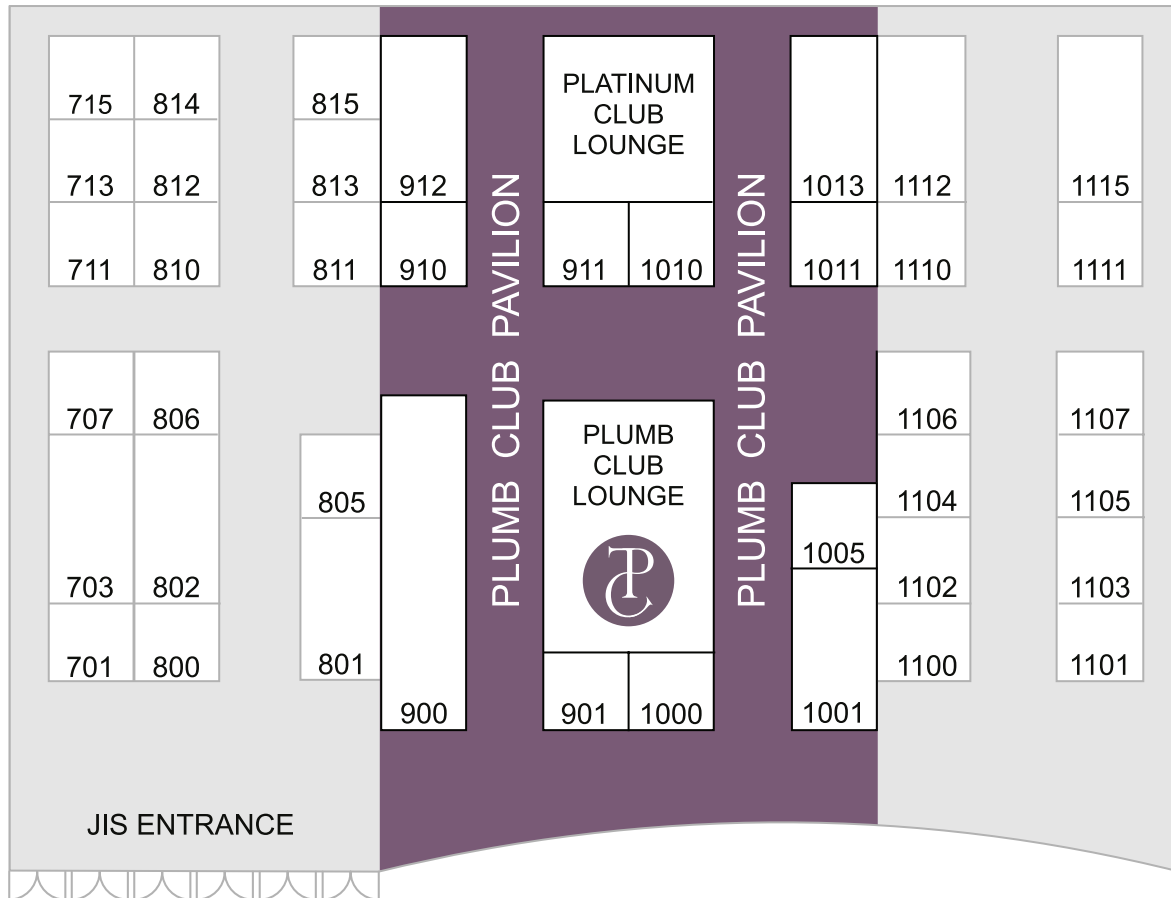 PLATINUM
CLUB
LOUNGE
715 814 815
713 812 813 912 1013 1112 1115
711 810 811 910 911 1010 1011 1110 1111
PLUMB CLUB PAVILION
PLUMB CLUB PAVILION
707 806 1106 1107
PLUMB
CLUB
LOUNGE
805 1104 1105
1005
TPC
703 802 1102 1103
701 800 801 1100 1101
900 901 1000 1001
JIS ENTRANCE